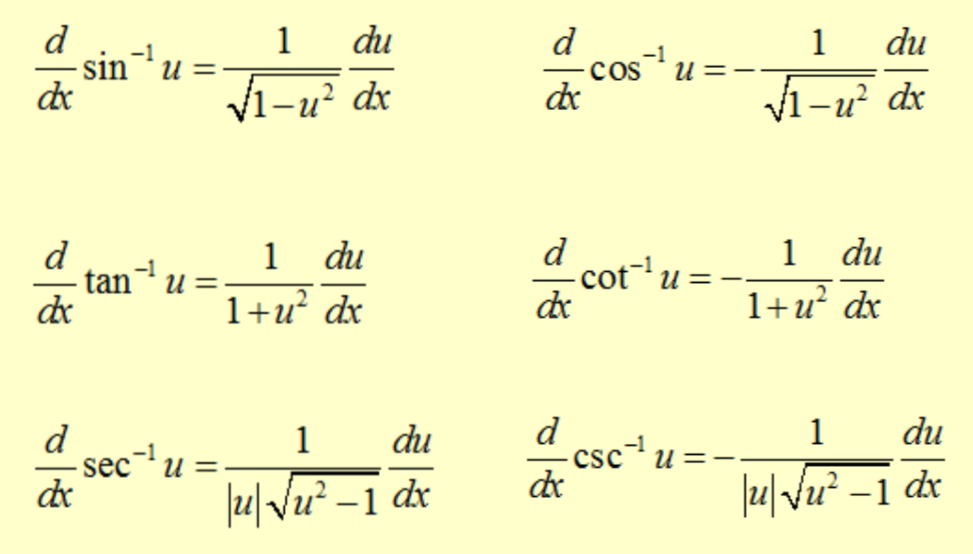 d/dx sin⁻¹ u = 1/√(1−u²) du/dx
d/dx cos⁻¹ u = − 1/√(1−u²) du/dx
d/dx tan⁻¹ u = 1/(1+u²) du/dx
d/dx cot⁻¹ u = − 1/(1+u²) du/dx
d/dx sec⁻¹ u = 1/(|u|√(u²−1)) du/dx
d/dx csc⁻¹ u = − 1/(|u|√(u²−1)) du/dx